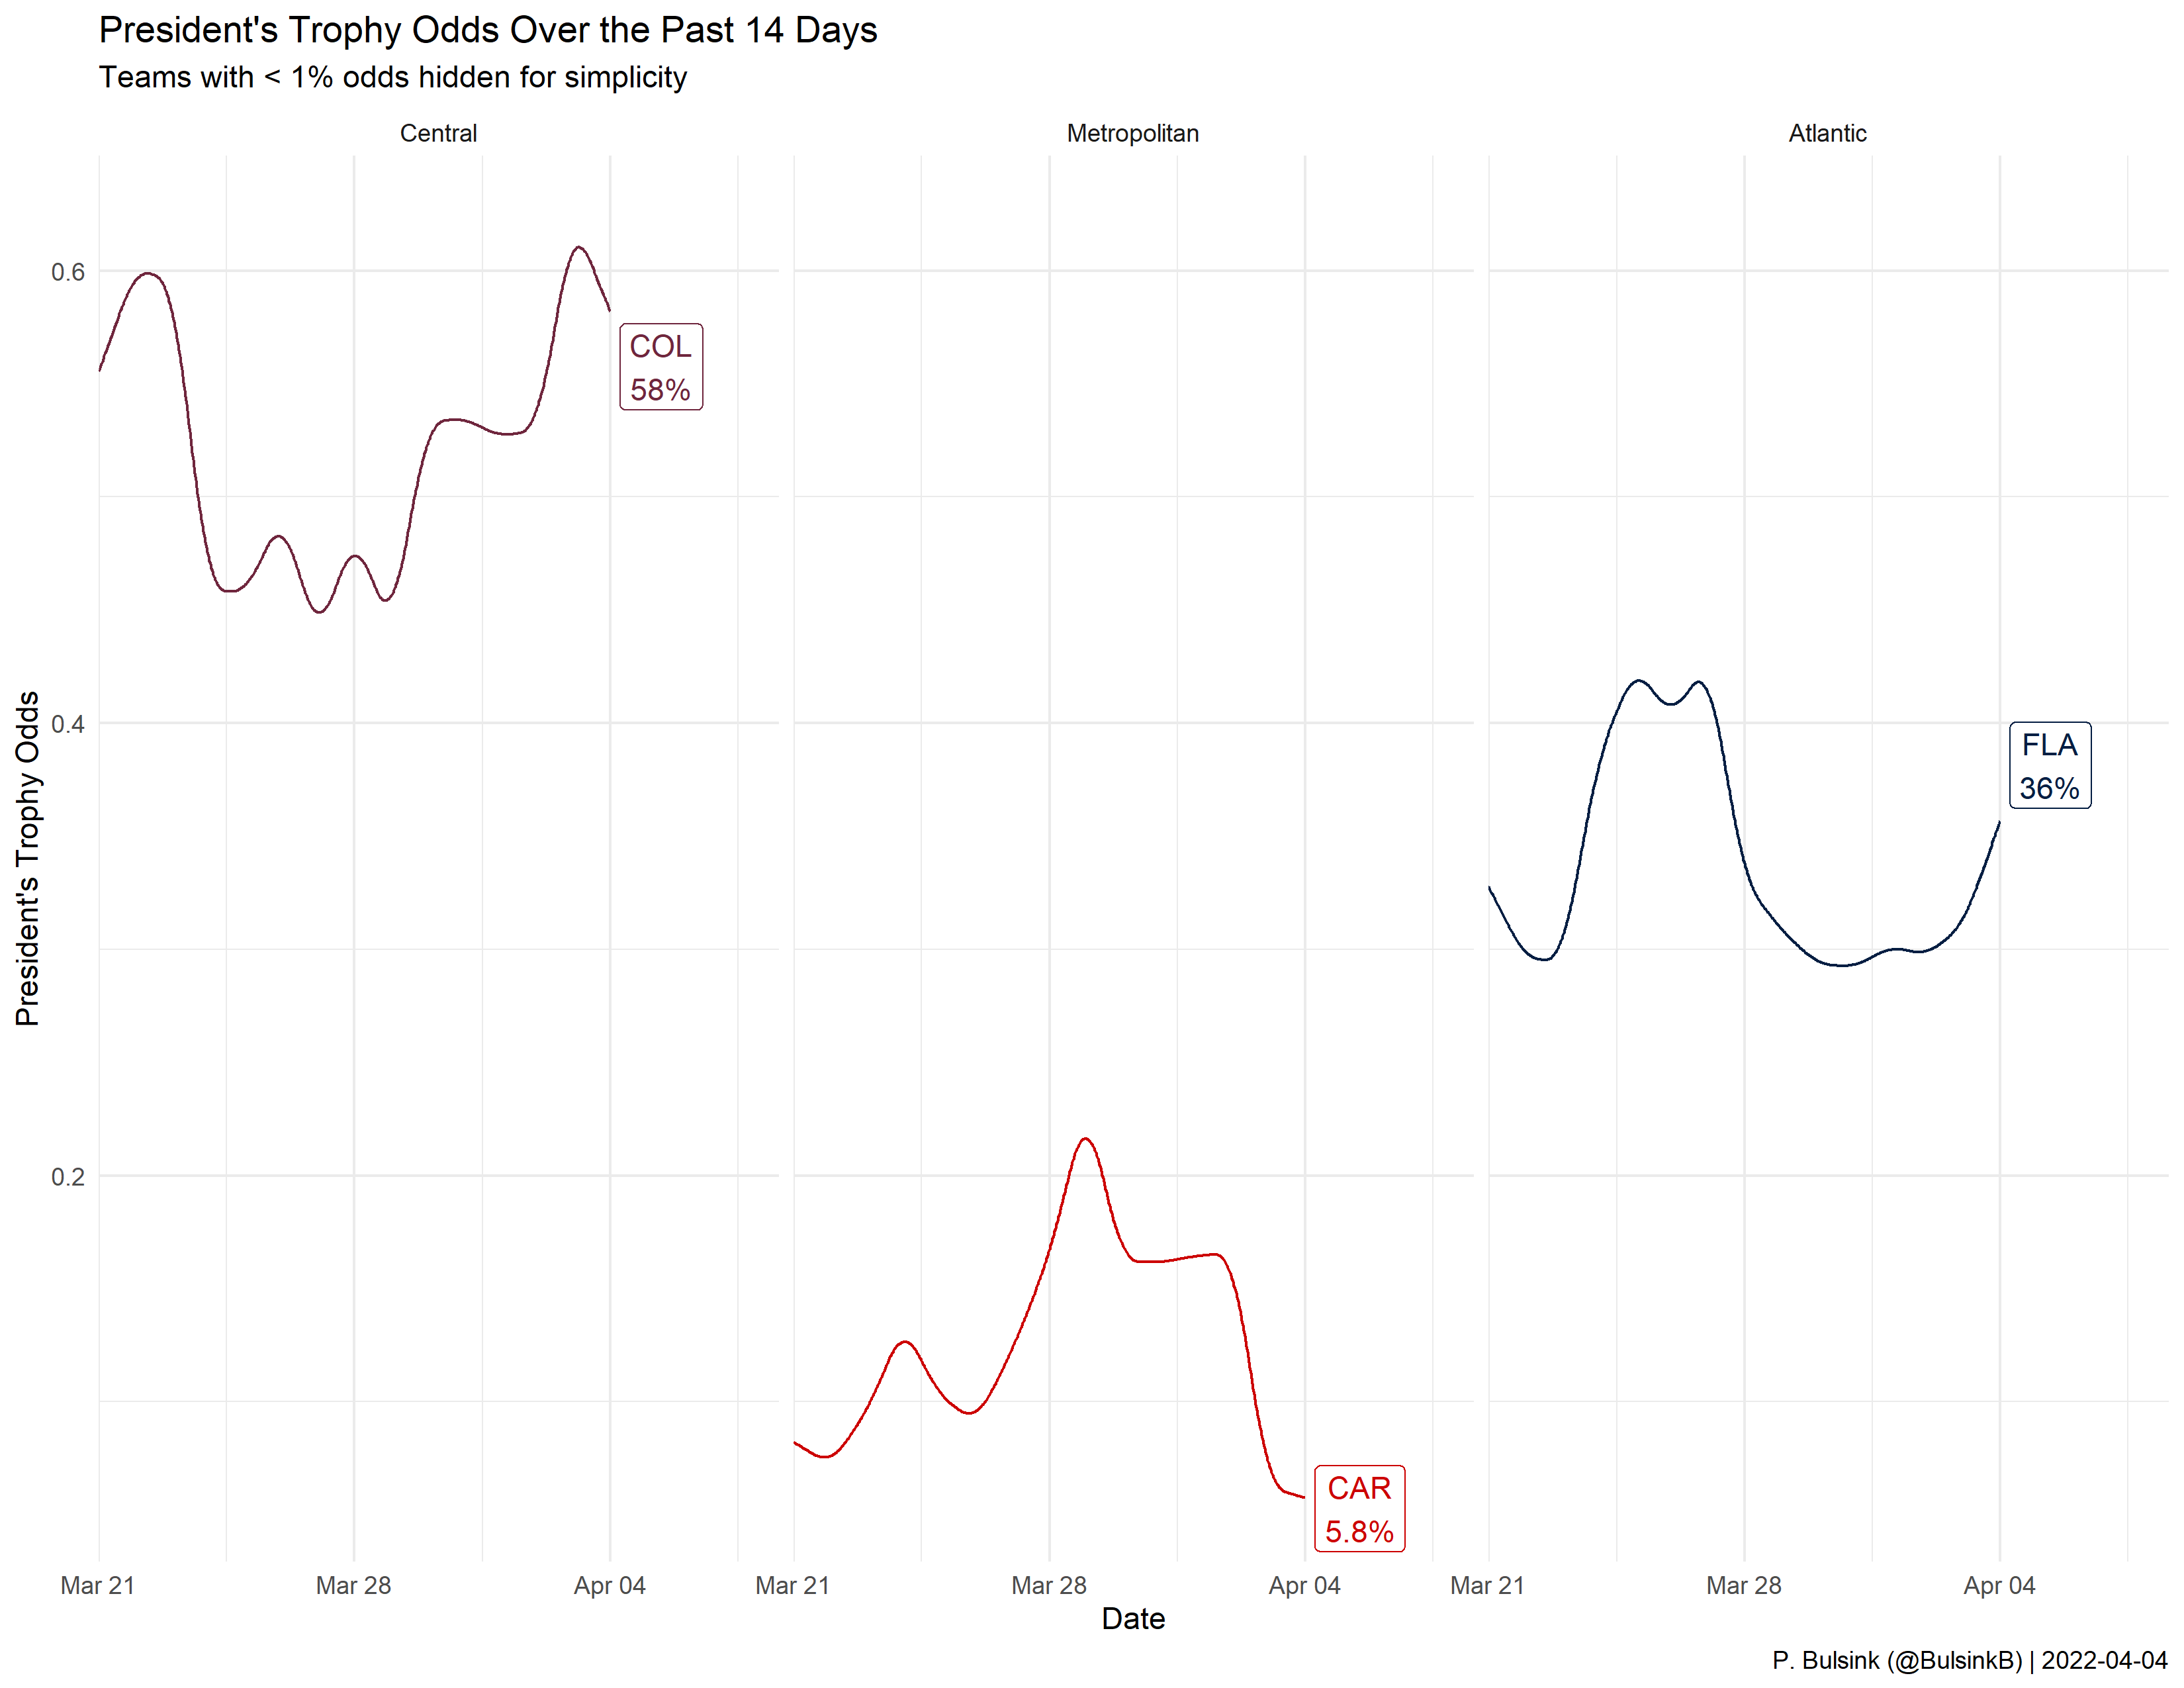 President's Trophy Odds Over the Past 14 Days
Teams with < 1% odds hidden for simplicity
Central
Metropolitan
Atlantic
President's Trophy Odds
0.6
0.4
0.2
COL
58%
CAR
5.8%
FLA
36%
Mar 21
Mar 28
Apr 04
Mar 21
Mar 28
Apr 04
Mar 21
Mar 28
Apr 04
Date
P. Bulsink (@BulsinkB) | 2022-04-04